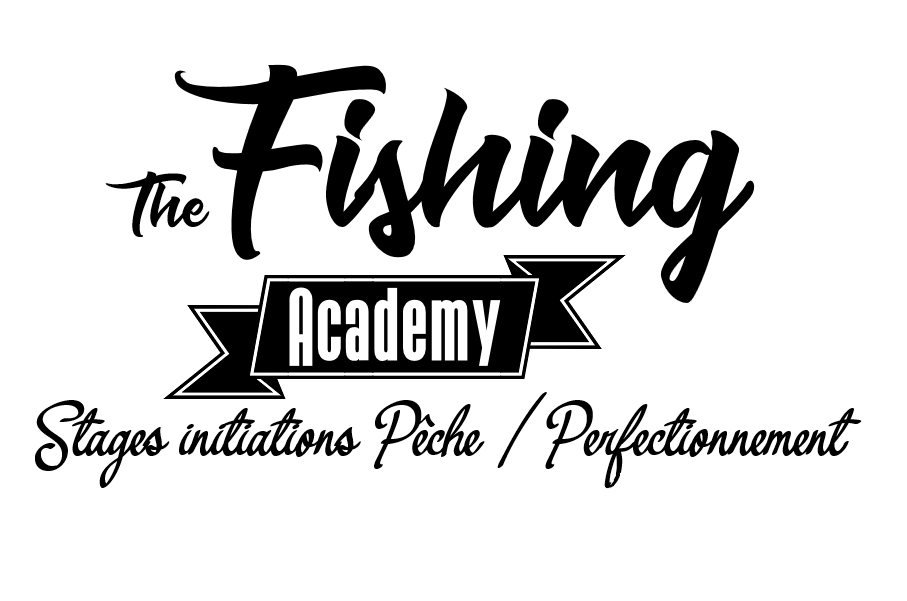 The Fishing
Academy
Stages initiations Pêche / Perfectionnement